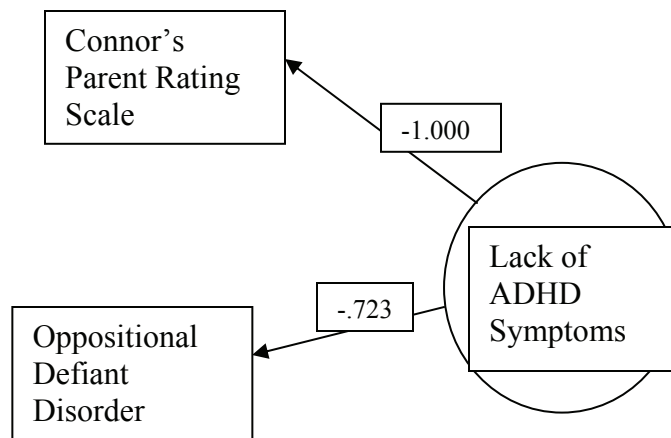 Connor’s
Parent Rating
Scale
-1.000
Lack of
ADHD
Symptoms
-.723
Oppositional
Defiant
Disorder